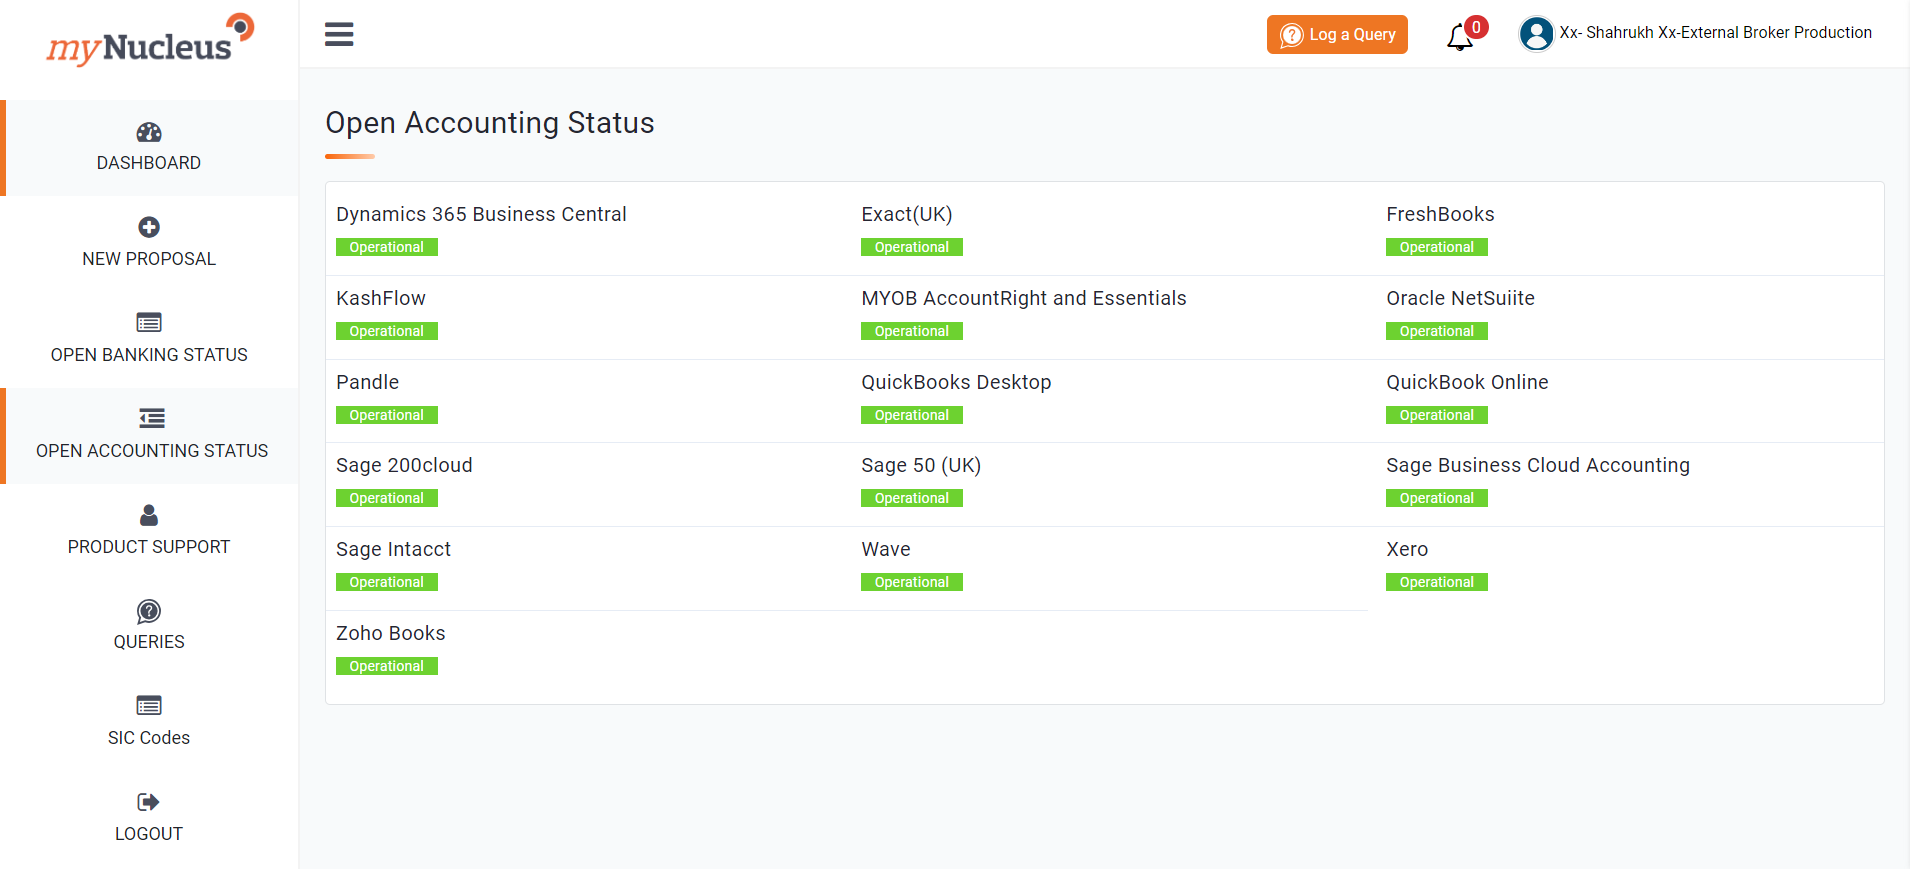 myNucleus
Log a Query
0
Xx- Shahrukh Xx-External Broker Production
DASHBOARD
NEW PROPOSAL
OPEN BANKING STATUS
OPEN ACCOUNTING STATUS
PRODUCT SUPPORT
QUERIES
SIC Codes
LOGOUT
Open Accounting Status
Dynamics 365 Business Central
Operational
Exact(UK)
Operational
FreshBooks
Operational
KashFlow
Operational
MYOB AccountRight and Essentials
Operational
Oracle NetSuiite
Operational
Pandle
Operational
QuickBooks Desktop
Operational
QuickBook Online
Operational
Sage 200cloud
Operational
Sage 50 (UK)
Operational
Sage Business Cloud Accounting
Operational
Sage Intacct
Operational
Wave
Operational
Xero
Operational
Zoho Books
Operational